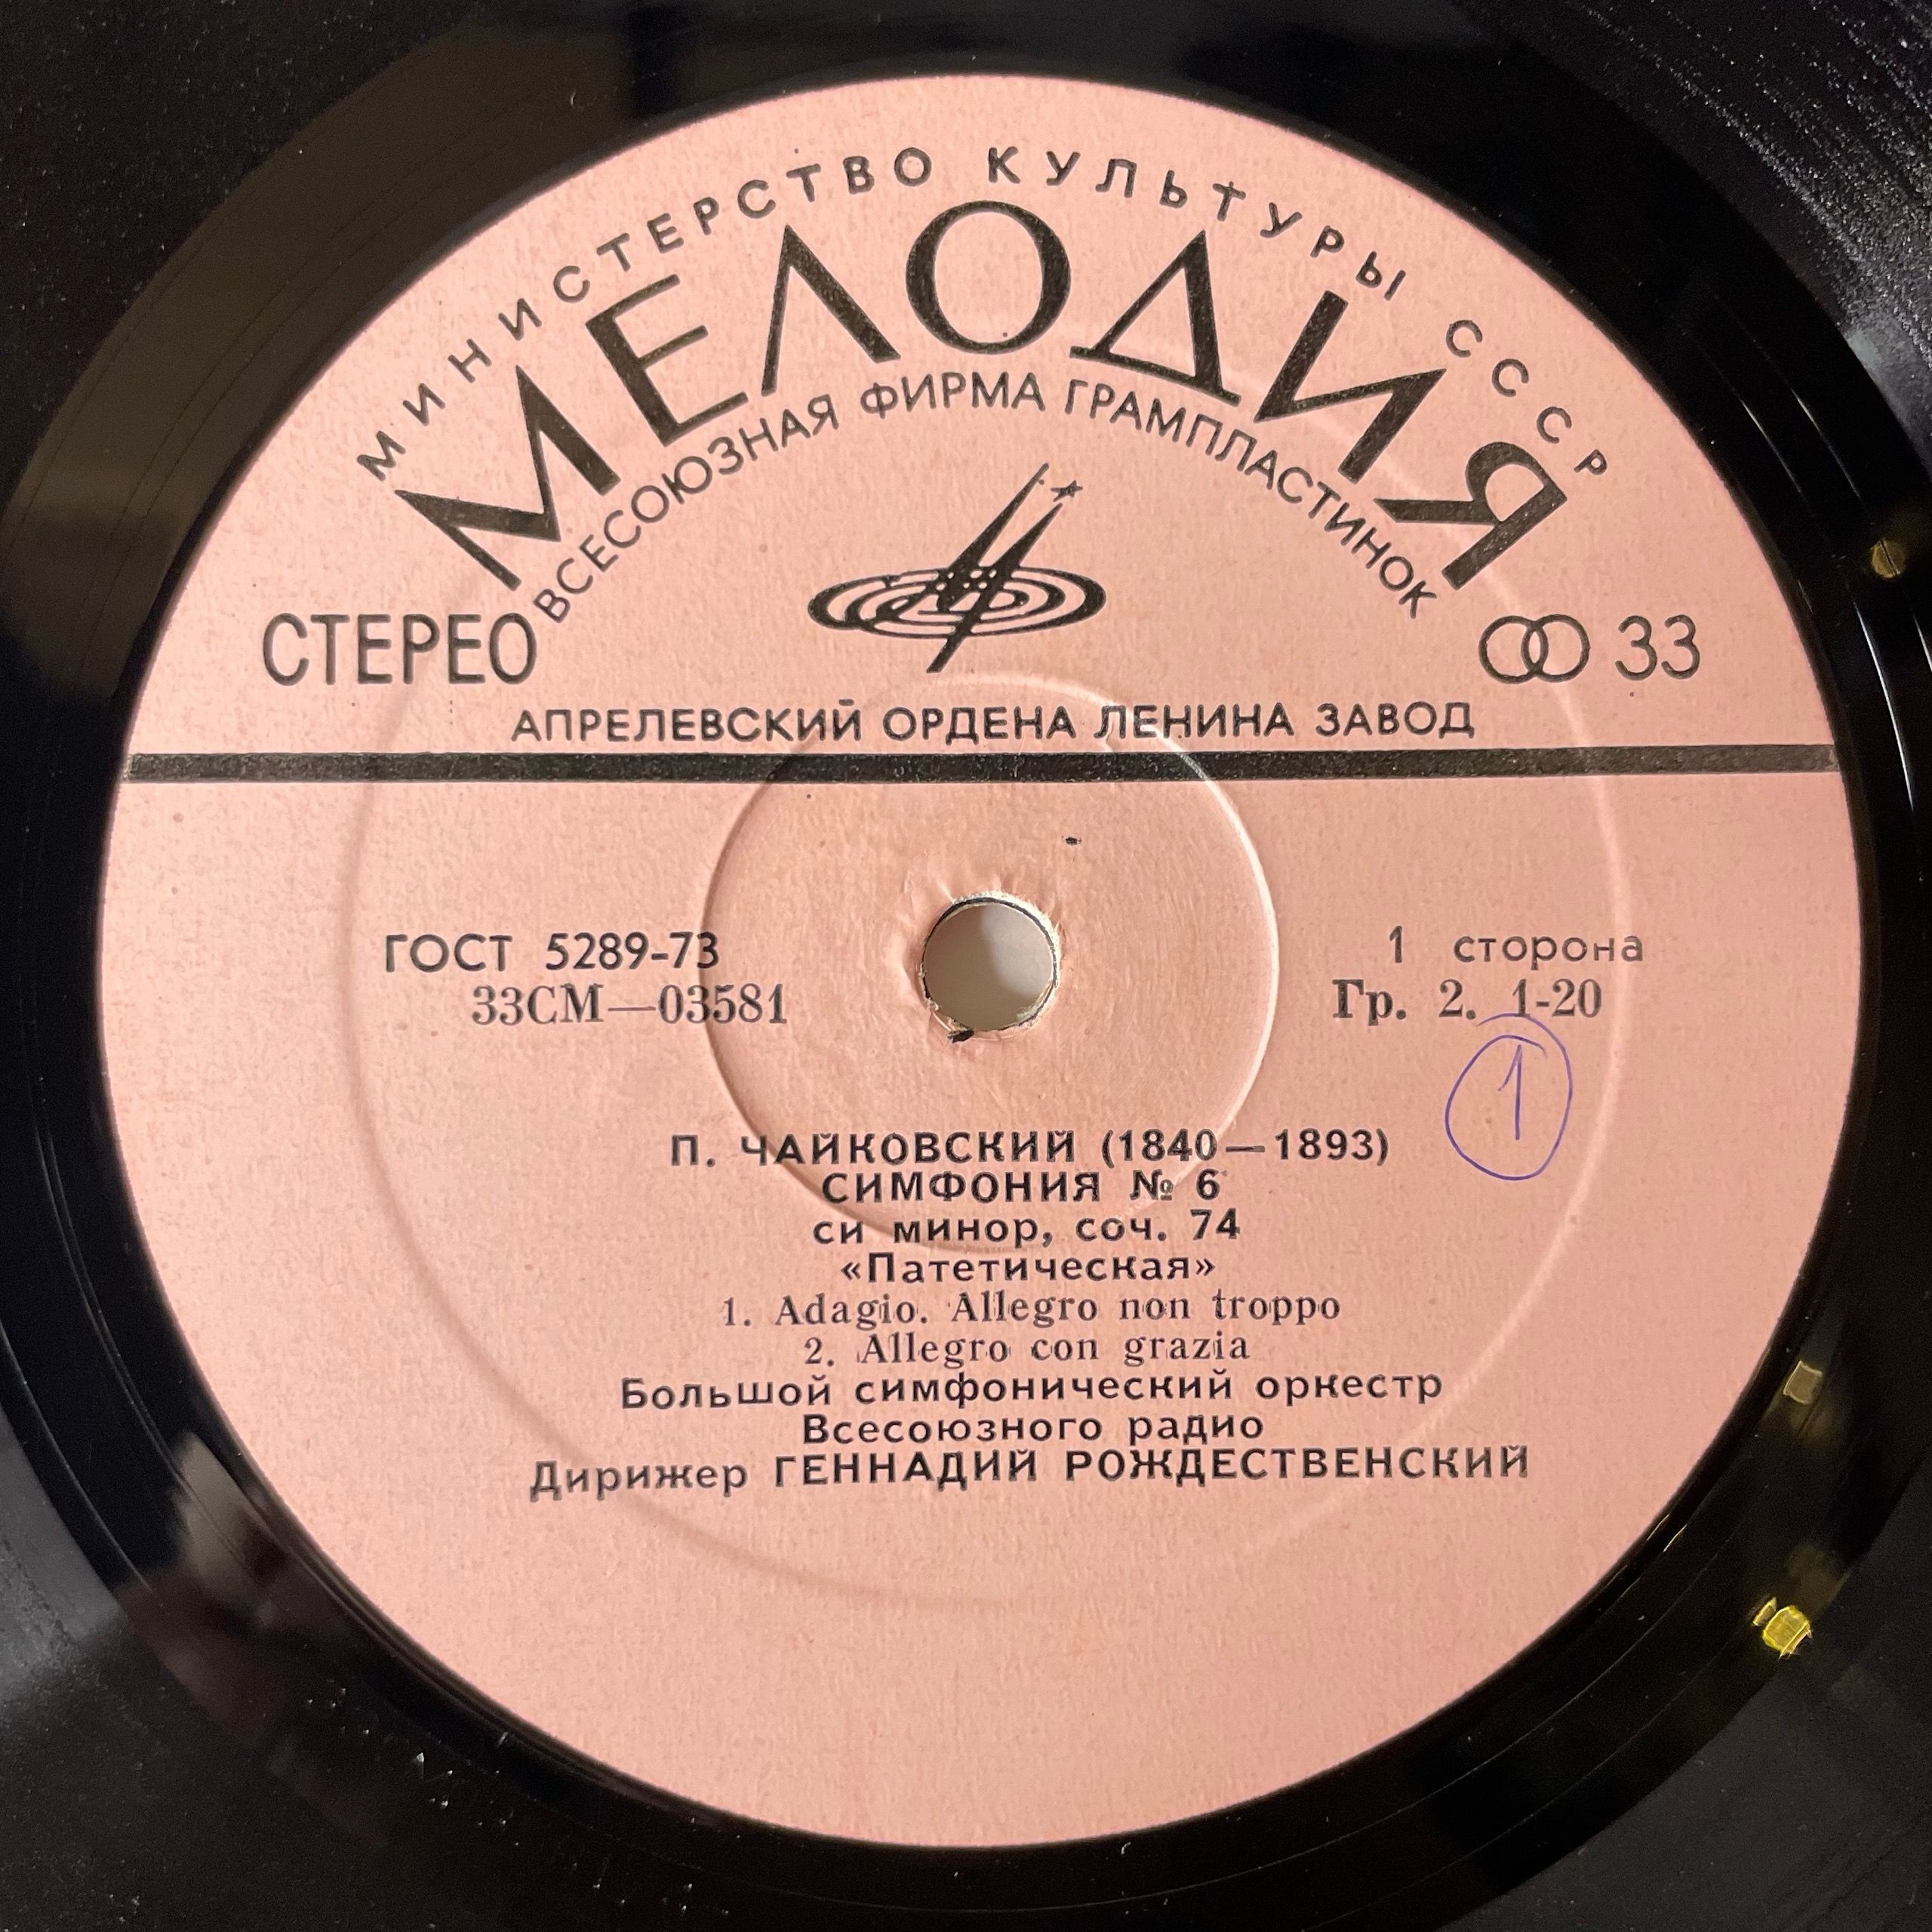 МИНИСТЕРСТВО КУЛЬТУРЫ СССР
МЕЛОДИЯ
ВСЕСОЮЗНАЯ ФИРМА ГРАМПЛАСТИНОК
СТЕРЕО 33
АПРЕЛЕВСКИЙ ОРДЕНА ЛЕНИНА ЗАВОД
ГОСТ 5289-73 1 сторона
33СМ—03581 Гр. 2. 1-20
1
П. ЧАЙКОВСКИЙ (1840—1893)
СИМФОНИЯ № 6
си минор, соч. 74
«Патетическая»
1. Adagio. Allegro non troppo
2. Allegro con grazia
Большой симфонический оркестр
Всесоюзного радио
Дирижер ГЕННАДИЙ РОЖДЕСТВЕНСКИЙ